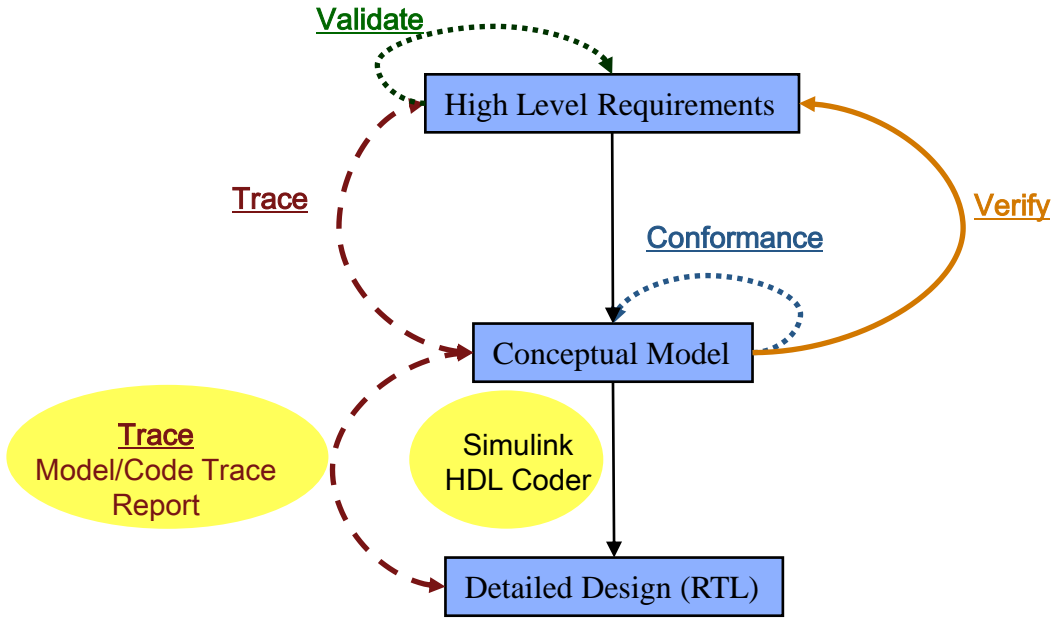 Validate
High Level Requirements
Trace
Verify
Conformance
Conceptual Model
Trace
Model/Code Trace
Report
Simulink
HDL Coder
Detailed Design (RTL)